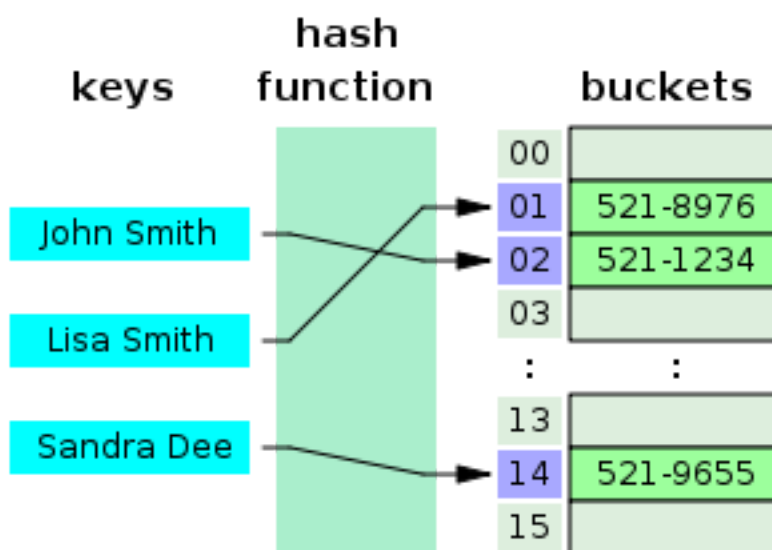 keys
hash
function
buckets
John Smith
Lisa Smith
Sandra Dee
00
01 521-8976
02 521-1234
03
: :
13
14 521-9655
15